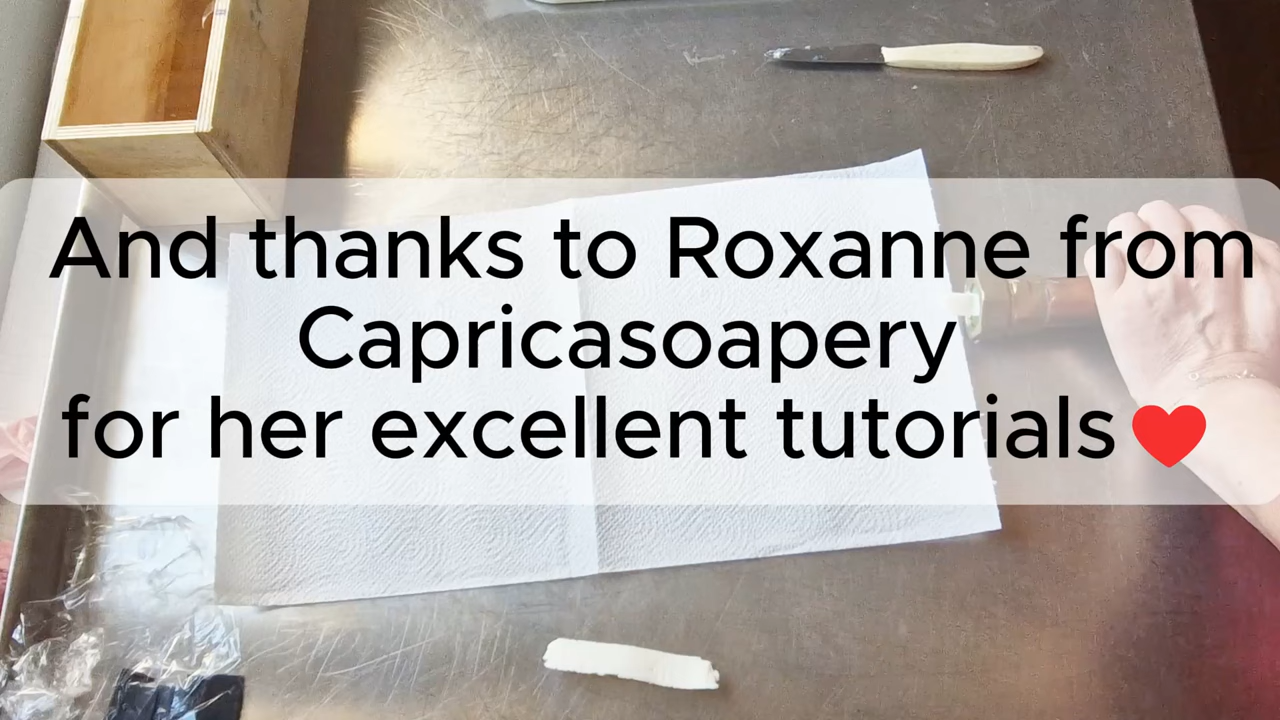 And thanks to Roxanne from
Capricasoapery
for her excellent tutorials❤️